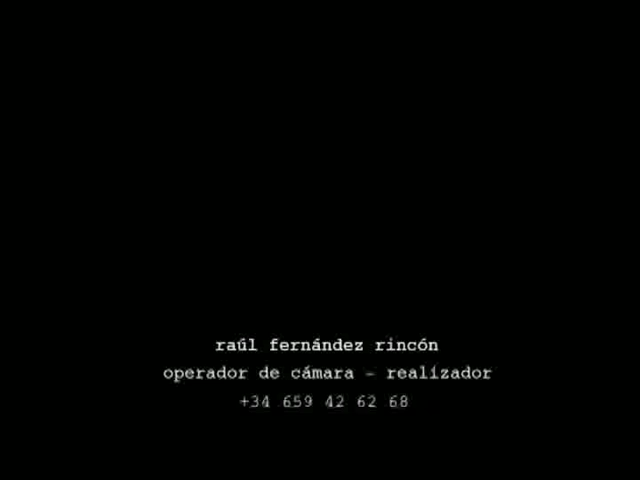 raúl fernández rincón
operador de cámara - realizador
+34 659 42 62 68